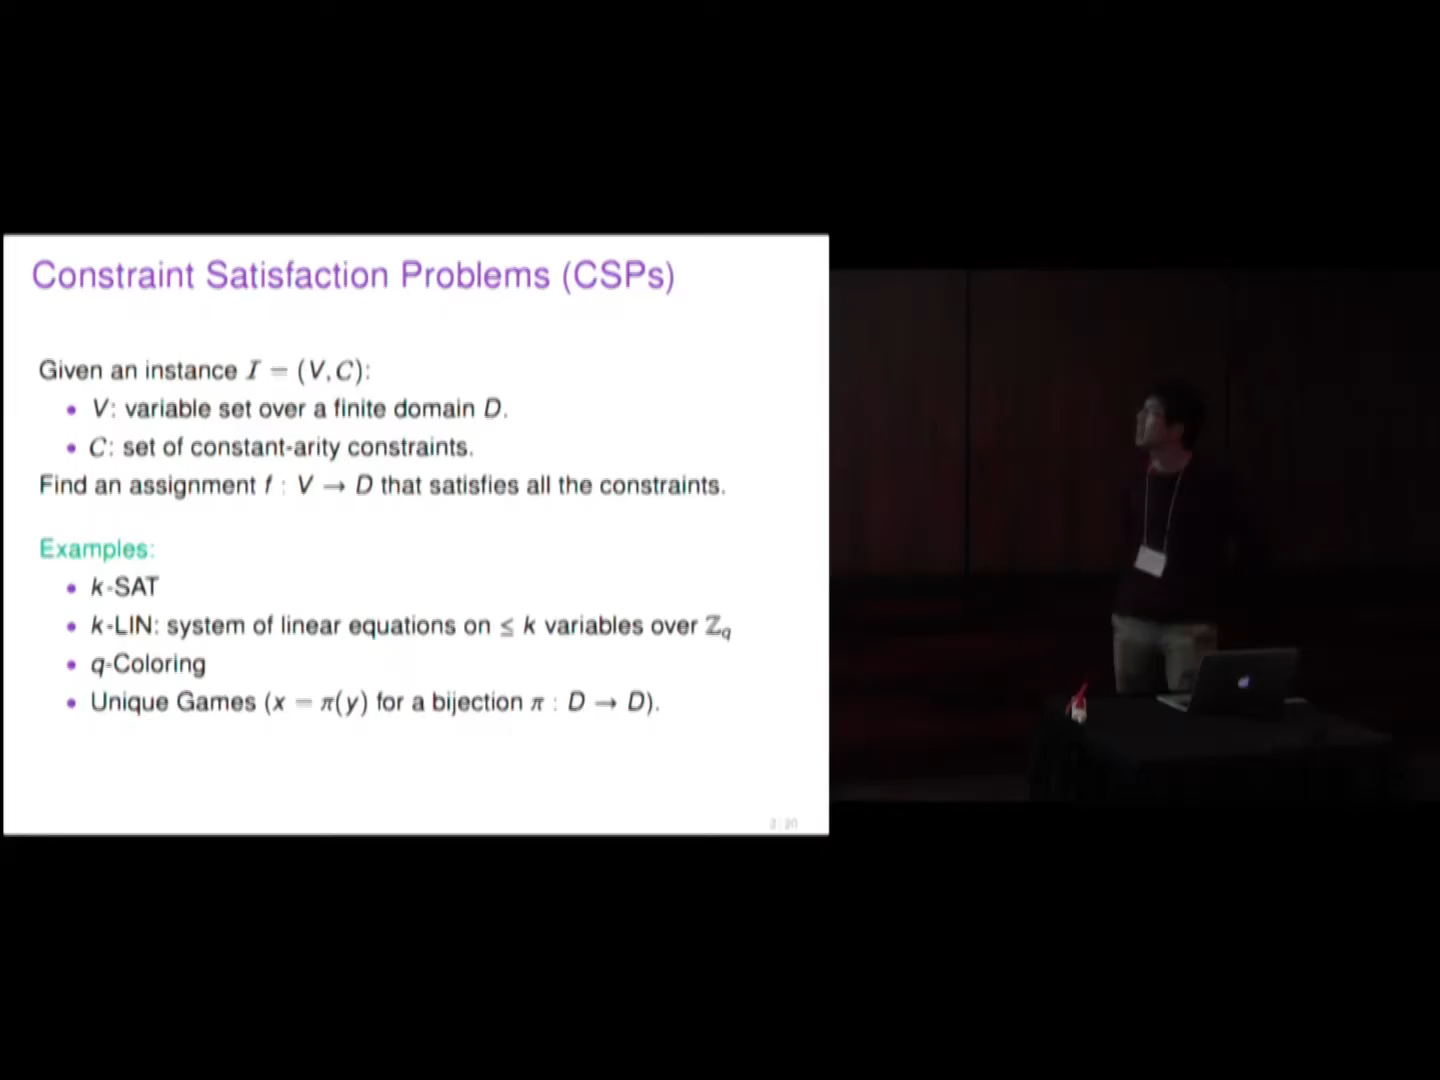 Constraint Satisfaction Problems (CSPs)
Given an instance I = (V, C):
• V: variable set over a finite domain D.
• C: set of constant-arity constraints.
Find an assignment f : V → D that satisfies all the constraints.
Examples:
• k-SAT
• k-LIN: system of linear equations on ≤ k variables over ℤq
• q-Coloring
• Unique Games (x = π(y) for a bijection π : D → D).
2 / 20